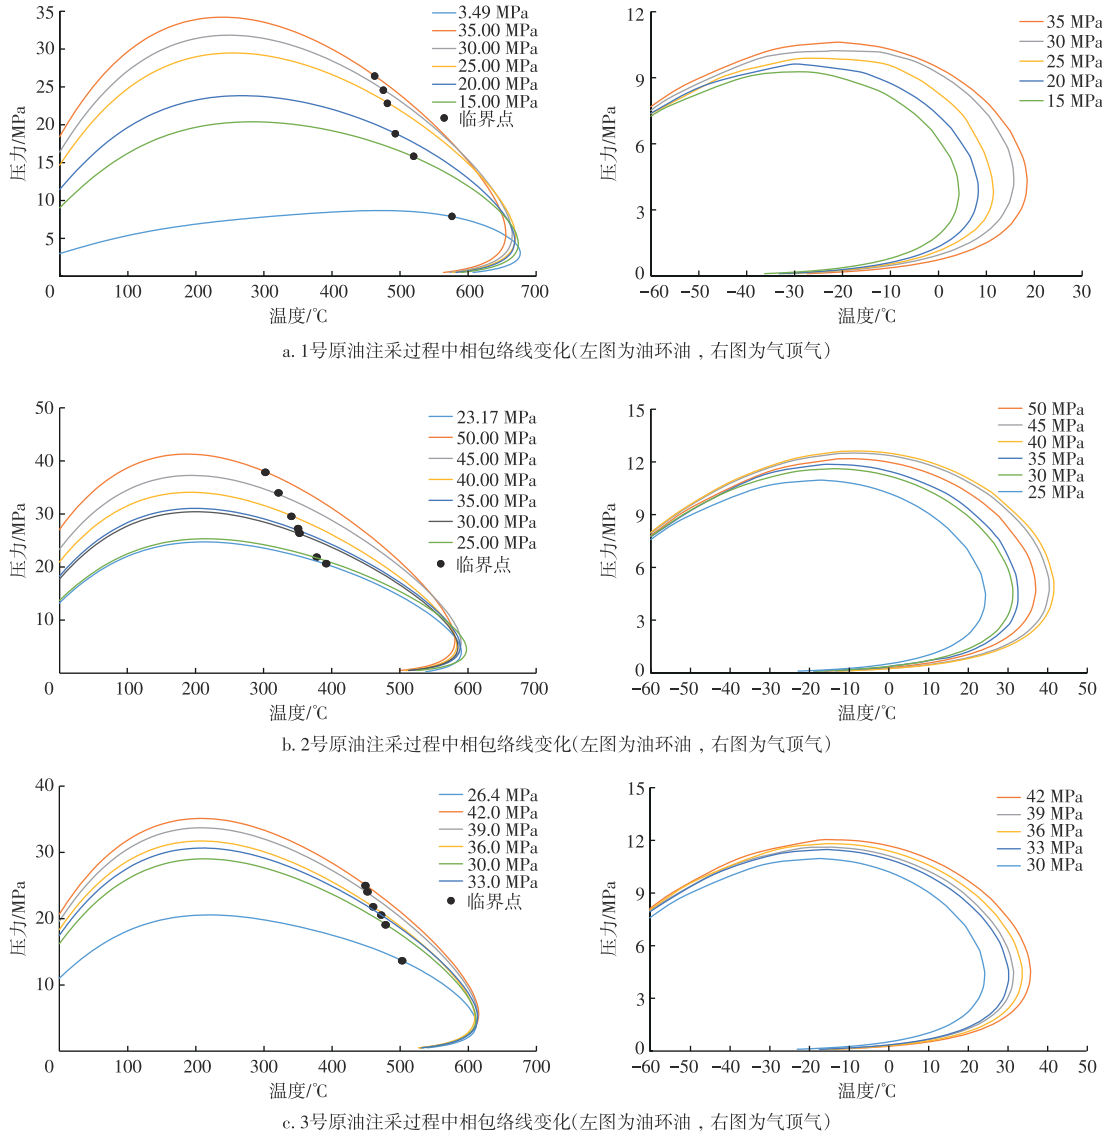 35
30
25
20
15
10
5
0
100
200
300
400
500
600
700
压力/MPa
温度/℃
3.49 MPa
35.00 MPa
30.00 MPa
25.00 MPa
20.00 MPa
15.00 MPa
临界点
12
9
6
3
0
−60
−50
−40
−30
−20
−10
0
10
20
30
压力/MPa
温度/℃
35 MPa
30 MPa
25 MPa
20 MPa
15 MPa
a. 1号原油注采过程中相包络线变化(左图为油环油，右图为气顶气)
50
40
30
20
10
0
100
200
300
400
500
600
700
压力/MPa
温度/℃
23.17 MPa
50.00 MPa
45.00 MPa
40.00 MPa
35.00 MPa
30.00 MPa
25.00 MPa
临界点
15
12
9
6
3
0
−60
−50
−40
−30
−20
−10
0
10
20
30
40
50
压力/MPa
温度/℃
50 MPa
45 MPa
40 MPa
35 MPa
30 MPa
25 MPa
b. 2号原油注采过程中相包络线变化(左图为油环油，右图为气顶气)
40
30
20
10
0
100
200
300
400
500
600
700
压力/MPa
温度/℃
26.4 MPa
42.0 MPa
39.0 MPa
36.0 MPa
30.0 MPa
33.0 MPa
临界点
15
12
9
6
3
0
−60
−50
−40
−30
−20
−10
0
10
20
30
40
50
压力/MPa
温度/℃
42 MPa
39 MPa
36 MPa
33 MPa
30 MPa
c. 3号原油注采过程中相包络线变化(左图为油环油，右图为气顶气)